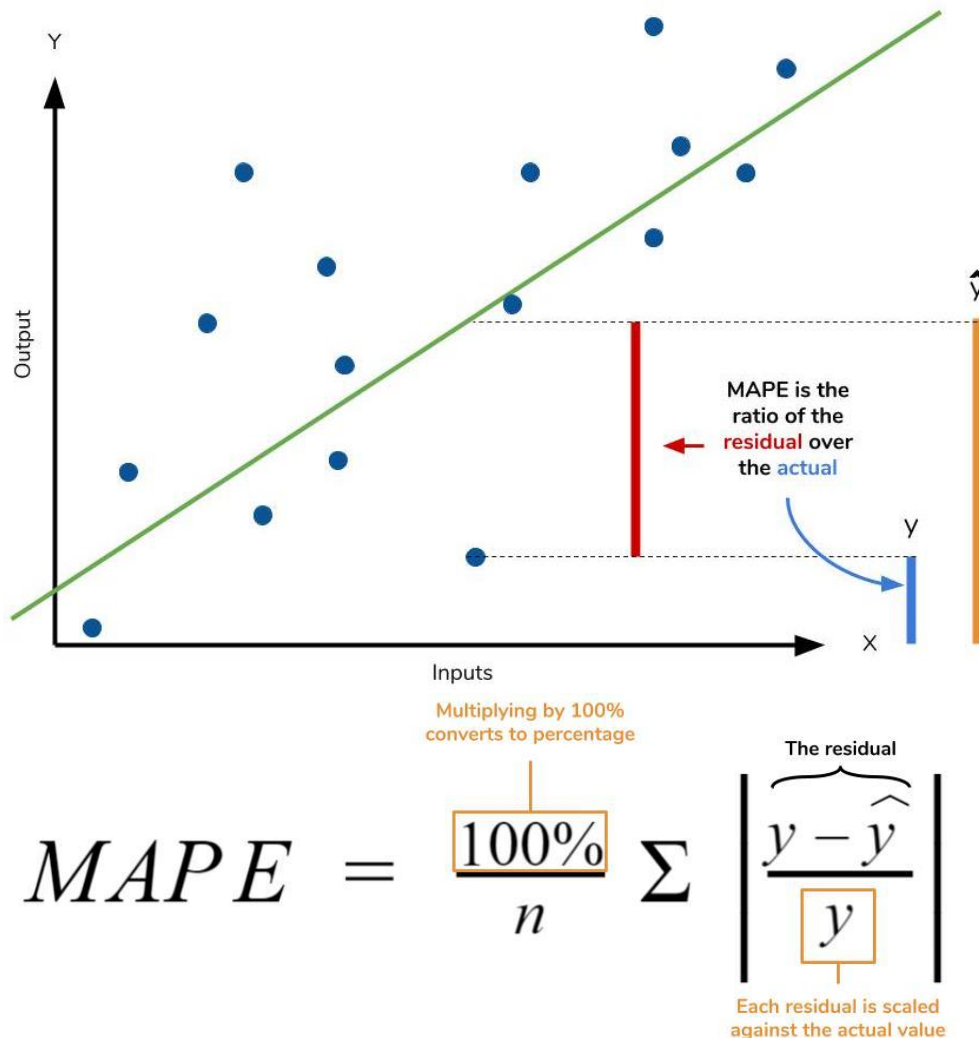 Y
Output
ŷ
MAPE is the
ratio of the
residual over
the actual
y
X
Inputs
Multiplying by 100%
converts to percentage
The residual
MAPE = 100% / n Σ | y − ŷ / y |
Each residual is scaled
against the actual value